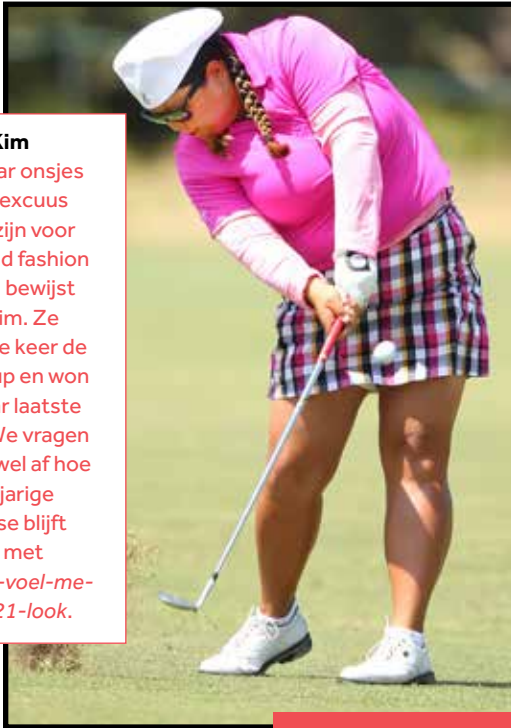 Kim
ar onsjes
excuus
zijn voor
d fashion
bewijst
im. Ze
e keer de
up en won
r laatste
We vragen
wel af hoe
jarige
se blijft
met
-voel-me-
21-look.